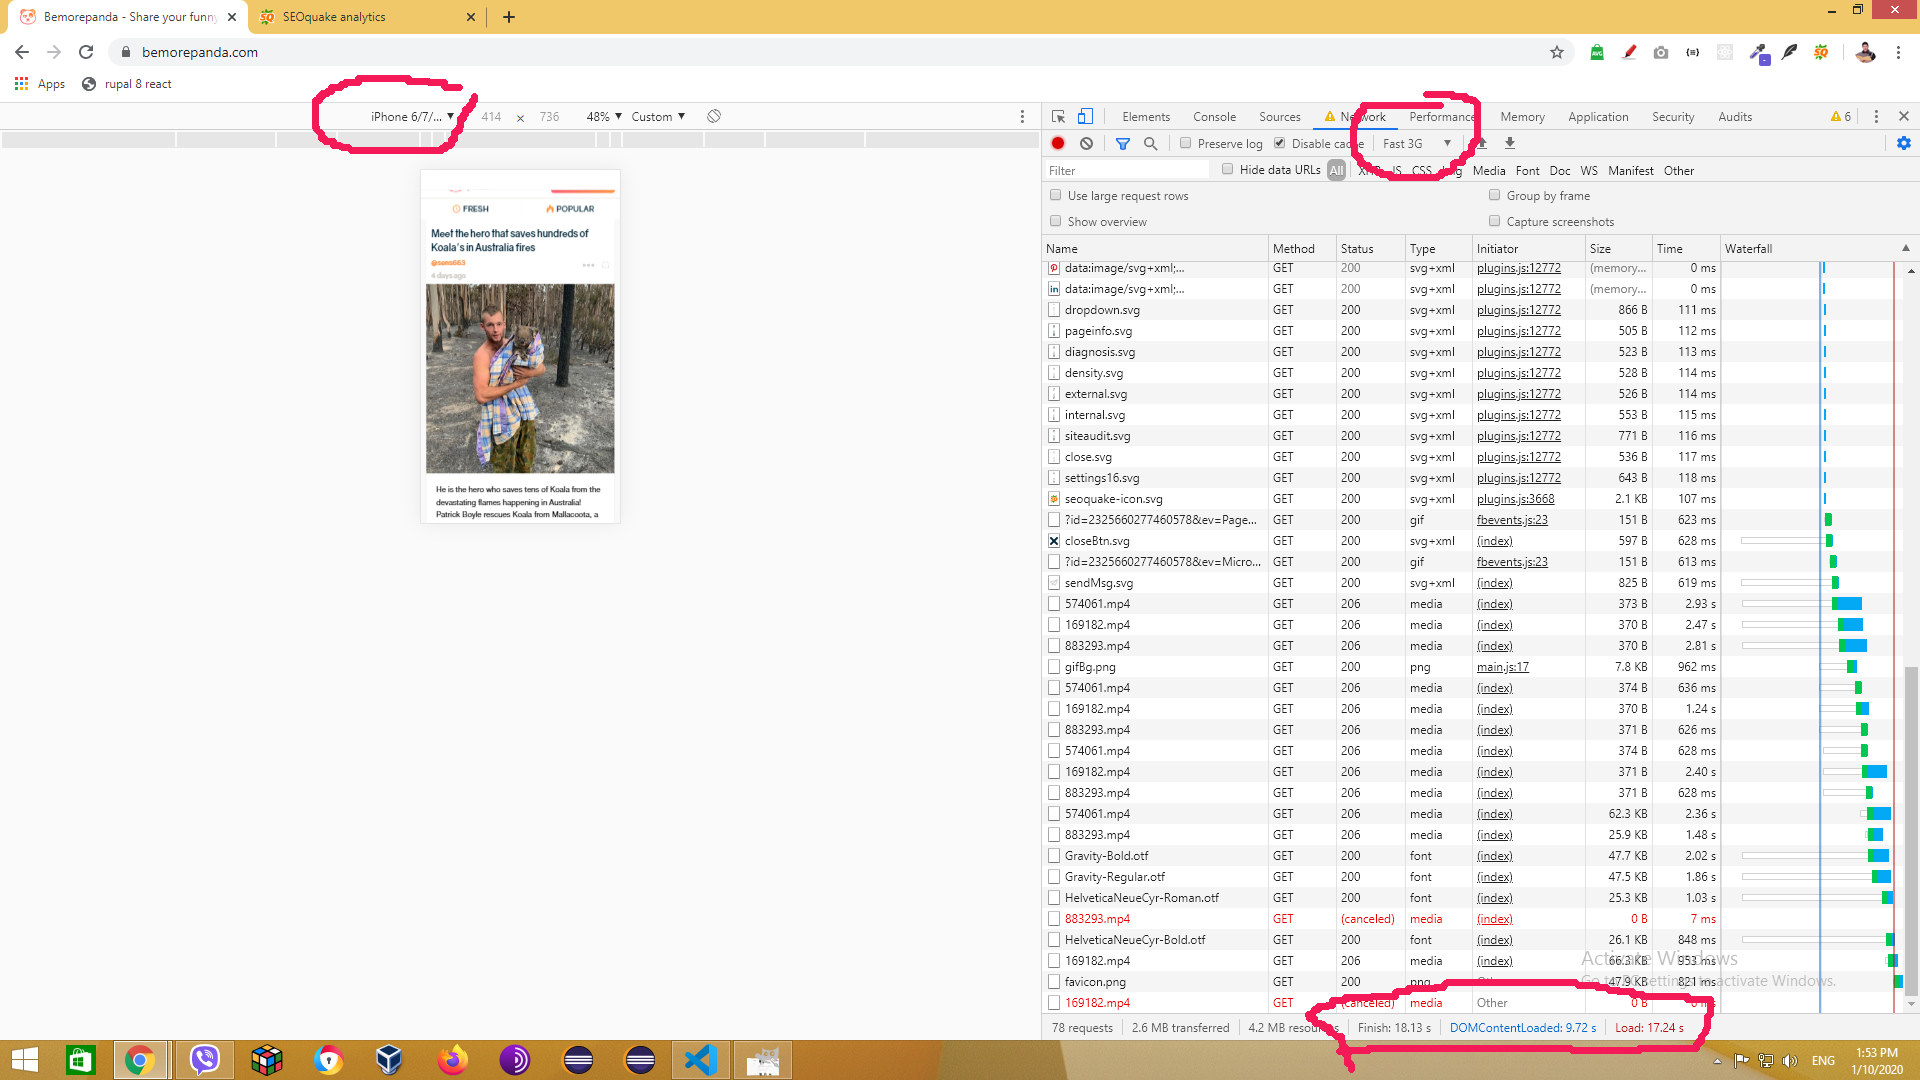 Bemorepanda - Share your funny
SEOquake analytics
bemorepanda.com
Apps
rupal 8 react
iPhone 6/7/... ▼ 414 × 736 48% ▼ Custom ▼
Elements Console Sources Network Performance Memory Application Security Audits 6
Preserve log Disable cache Fast 3G ▼
Filter Hide data URLs All XHR JS CSS Img Media Font Doc WS Manifest Other
Use large request rows Group by frame
Show overview Capture screenshots
Name Method Status Type Initiator Size Time Waterfall
data:image/svg+xml;... GET 200 svg+xml plugins.js:12772 (memory... 0 ms
data:image/svg+xml;... GET 200 svg+xml plugins.js:12772 (memory... 0 ms
dropdown.svg GET 200 svg+xml plugins.js:12772 866 B 111 ms
pageinfo.svg GET 200 svg+xml plugins.js:12772 505 B 112 ms
diagnosis.svg GET 200 svg+xml plugins.js:12772 523 B 113 ms
density.svg GET 200 svg+xml plugins.js:12772 528 B 114 ms
external.svg GET 200 svg+xml plugins.js:12772 526 B 114 ms
internal.svg GET 200 svg+xml plugins.js:12772 553 B 115 ms
siteaudit.svg GET 200 svg+xml plugins.js:12772 771 B 116 ms
close.svg GET 200 svg+xml plugins.js:12772 536 B 117 ms
settings16.svg GET 200 svg+xml plugins.js:12772 643 B 118 ms
seoquake-icon.svg GET 200 svg+xml plugins.js:3668 2.1 KB 107 ms
?id=2325660277460578&ev=Page... GET 200 gif fbevents.js:23 151 B 623 ms
closeBtn.svg GET 200 svg+xml (index) 597 B 628 ms
?id=2325660277460578&ev=Micro... GET 200 gif fbevents.js:23 151 B 613 ms
sendMsg.svg GET 200 svg+xml (index) 825 B 619 ms
574061.mp4 GET 206 media (index) 373 B 2.93 s
169182.mp4 GET 206 media (index) 370 B 2.47 s
883293.mp4 GET 206 media (index) 370 B 2.81 s
gifBg.png GET 200 png main.js:17 7.8 KB 962 ms
574061.mp4 GET 206 media (index) 374 B 636 ms
169182.mp4 GET 206 media (index) 370 B 1.24 s
883293.mp4 GET 206 media (index) 371 B 626 ms
574061.mp4 GET 206 media (index) 374 B 628 ms
169182.mp4 GET 206 media (index) 371 B 2.40 s
883293.mp4 GET 206 media (index) 371 B 628 ms
574061.mp4 GET 206 media (index) 62.3 KB 2.36 s
883293.mp4 GET 206 media (index) 25.9 KB 1.48 s
Gravity-Bold.otf GET 200 font (index) 47.7 KB 2.02 s
Gravity-Regular.otf GET 200 font (index) 47.5 KB 1.86 s
HelveticaNeueCyr-Roman.otf GET 200 font (index) 25.3 KB 1.03 s
883293.mp4 GET (canceled) media (index) 0 B 7 ms
HelveticaNeueCyr-Bold.otf GET 200 font (index) 26.1 KB 848 ms
169182.mp4 GET 206 media (index) 953 ms
favicon.png GET 200 png Other 47.9 KB 821 ms
169182.mp4 GET (canceled) media Other 0 B 0 ms
78 requests 2.6 MB transferred 4.2 MB resources Finish: 18.13 s DOMContentLoaded: 9.72 s Load: 17.24 s
Activate Windows
Go to PC settings to activate Windows.
FRESH POPULAR
Meet the hero that saves hundreds of
Koala's in Australia fires
@sens663
4 days ago
He is the hero who saves tens of Koala from the
devastating flames happening in Australia!
Patrick Boyle rescues Koala from Mallacoota, a
ENG
1:53 PM
1/10/2020